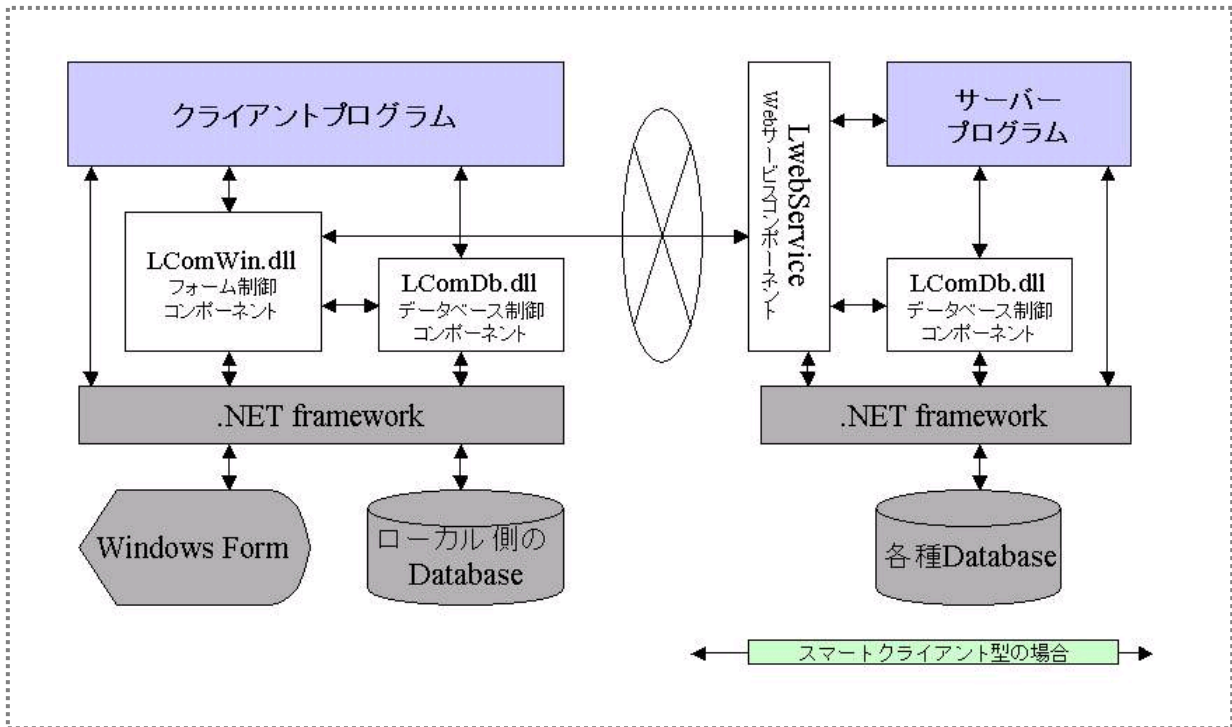 クライアントプログラム
LComWin.dll
フォーム制御
コンポーネント
LComDb.dll
データベース制御
コンポーネント
.NET framework
Windows Form
ローカル側の
Database
LwebService
Webサービスコンポーネント
サーバー
プログラム
LComDb.dll
データベース制御
コンポーネント
.NET framework
各種Database
スマートクライアント型の場合